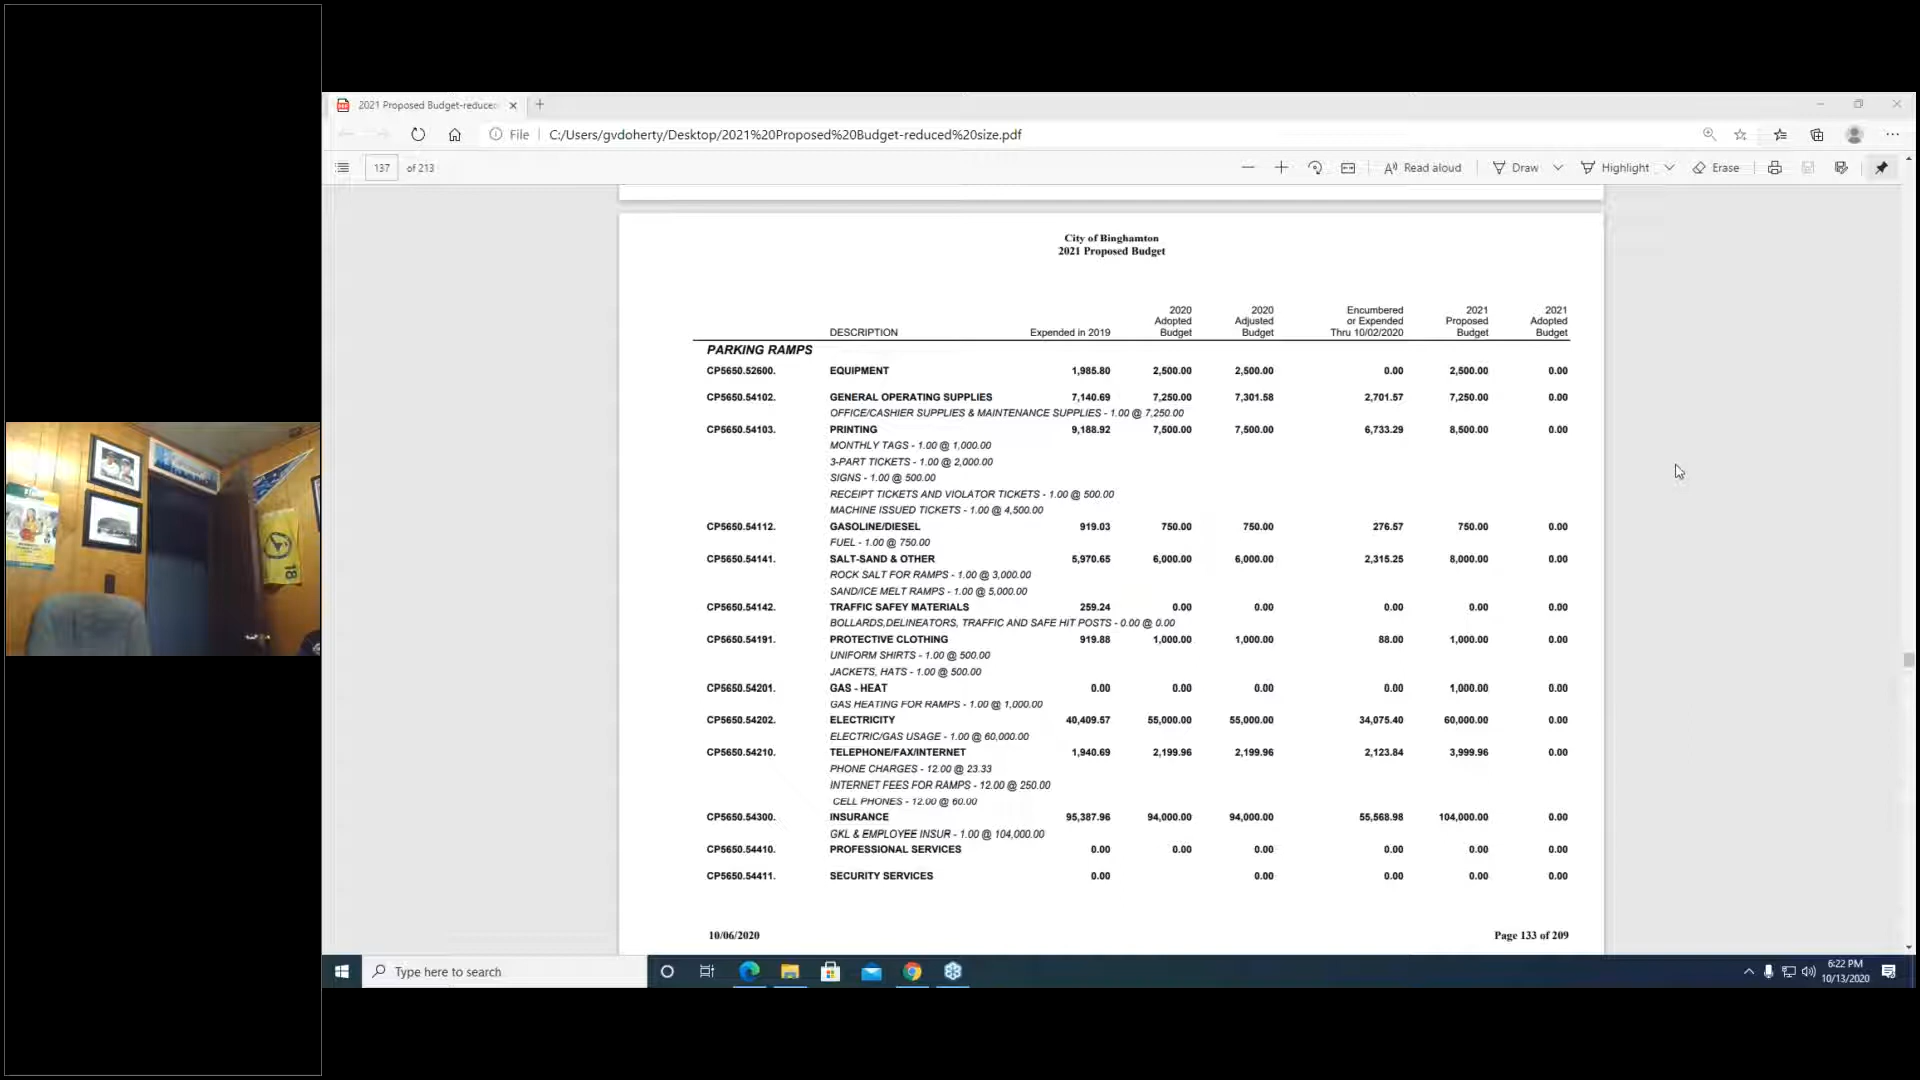 2021 Proposed Budget-reduced
File C:/Users/gvdoherty/Desktop/2021%20Proposed%20Budget-reduced%20size.pdf
137 of 213 Read aloud Draw Highlight Erase
City of Binghamton
2021 Proposed Budget
DESCRIPTION Expended in 2019 2020 Adopted Budget 2020 Adjusted Budget Encumbered or Expended Thru 10/02/2020 2021 Proposed Budget 2021 Adopted Budget
PARKING RAMPS
CP5650.52600. EQUIPMENT 1,985.80 2,500.00 2,500.00 0.00 2,500.00 0.00
CP5650.54102. GENERAL OPERATING SUPPLIES 7,140.69 7,250.00 7,301.58 2,701.57 7,250.00 0.00
OFFICE/CASHIER SUPPLIES & MAINTENANCE SUPPLIES - 1.00 @ 7,250.00
CP5650.54103. PRINTING 9,188.92 7,500.00 7,500.00 6,733.29 8,500.00 0.00
MONTHLY TAGS - 1.00 @ 1,000.00
3-PART TICKETS - 1.00 @ 2,000.00
SIGNS - 1.00 @ 500.00
RECEIPT TICKETS AND VIOLATOR TICKETS - 1.00 @ 500.00
MACHINE ISSUED TICKETS - 1.00 @ 4,500.00
CP5650.54112. GASOLINE/DIESEL 919.03 750.00 750.00 276.57 750.00 0.00
FUEL - 1.00 @ 750.00
CP5650.54141. SALT-SAND & OTHER 5,970.65 6,000.00 6,000.00 2,315.25 8,000.00 0.00
ROCK SALT FOR RAMPS - 1.00 @ 3,000.00
SAND/ICE MELT RAMPS - 1.00 @ 5,000.00
CP5650.54142. TRAFFIC SAFEY MATERIALS 259.24 0.00 0.00 0.00 0.00 0.00
BOLLARDS,DELINEATORS, TRAFFIC AND SAFE HIT POSTS - 0.00 @ 0.00
CP5650.54191. PROTECTIVE CLOTHING 919.88 1,000.00 1,000.00 88.00 1,000.00 0.00
UNIFORM SHIRTS - 1.00 @ 500.00
JACKETS, HATS - 1.00 @ 500.00
CP5650.54201. GAS - HEAT 0.00 0.00 0.00 0.00 1,000.00 0.00
GAS HEATING FOR RAMPS - 1.00 @ 1,000.00
CP5650.54202. ELECTRICITY 40,409.57 55,000.00 55,000.00 34,075.40 60,000.00 0.00
ELECTRIC/GAS USAGE - 1.00 @ 60,000.00
CP5650.54210. TELEPHONE/FAX/INTERNET 1,940.69 2,199.96 2,199.96 2,123.84 3,999.96 0.00
PHONE CHARGES - 12.00 @ 23.33
INTERNET FEES FOR RAMPS - 12.00 @ 250.00
CELL PHONES - 12.00 @ 60.00
CP5650.54300. INSURANCE 95,387.96 94,000.00 94,000.00 55,568.98 104,000.00 0.00
GKL & EMPLOYEE INSUR - 1.00 @ 104,000.00
CP5650.54410. PROFESSIONAL SERVICES 0.00 0.00 0.00 0.00 0.00 0.00
CP5650.54411. SECURITY SERVICES 0.00 0.00 0.00 0.00 0.00
10/06/2020 Page 133 of 209
Type here to search
6:22 PM
10/13/2020
18